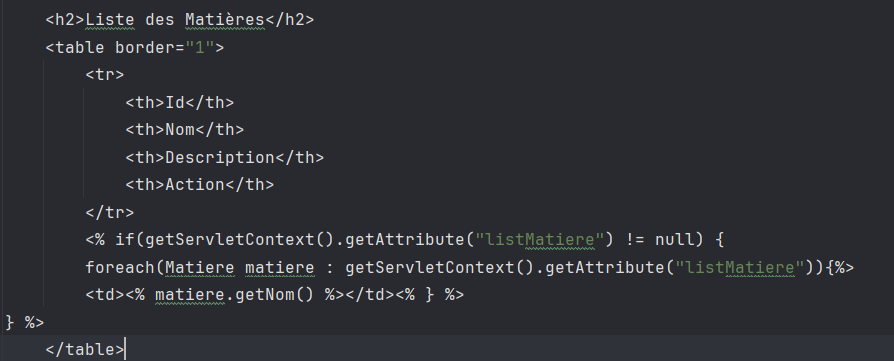 <h2>Liste des Matières</h2>
<table border="1">
<tr>
<th>Id</th>
<th>Nom</th>
<th>Description</th>
<th>Action</th>
</tr>
<% if(getServletContext().getAttribute("listMatiere") != null) {
foreach(Matiere matiere : getServletContext().getAttribute("listMatiere")){%>
<td><% matiere.getNom() %></td><% } %>
} %>
</table>